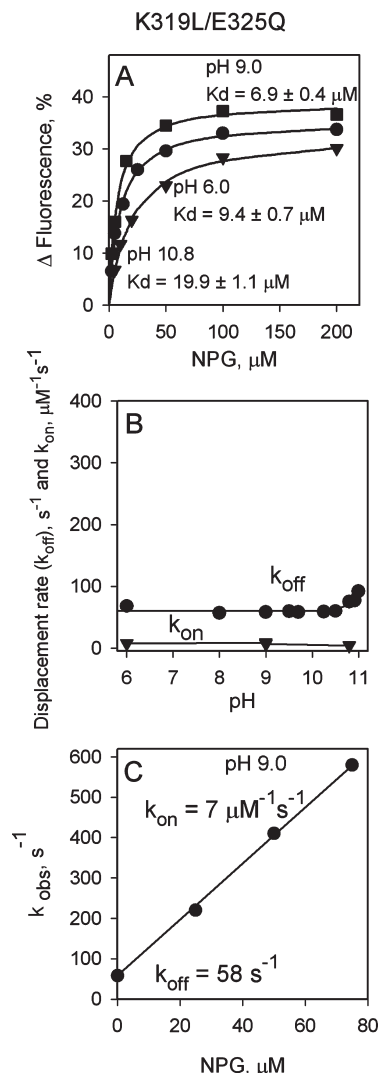 K319L/E325Q
A
pH 9.0
Kd = 6.9 ± 0.4 μM
pH 6.0
Kd = 9.4 ± 0.7 μM
pH 10.8
Kd = 19.9 ± 1.1 μM
Δ Fluorescence, %
40
30
20
10
0
0 50 100 150 200
NPG, μM
B
Displacement rate (koff), s⁻¹ and kon, μM⁻¹s⁻¹
400
300
200
100
0
koff
kon
6 7 8 9 10 11
pH
C
pH 9.0
kon = 7 μM⁻¹s⁻¹
koff = 58 s⁻¹
k obs, s⁻¹
600
500
400
300
200
100
0
0 20 40 60 80
NPG, μM